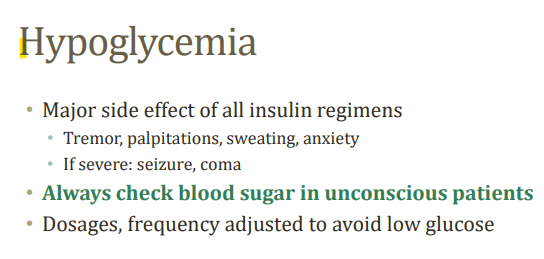 Hypoglycemia
• Major side effect of all insulin regimens
• Tremor, palpitations, sweating, anxiety
• If severe: seizure, coma
• Always check blood sugar in unconscious patients
• Dosages, frequency adjusted to avoid low glucose